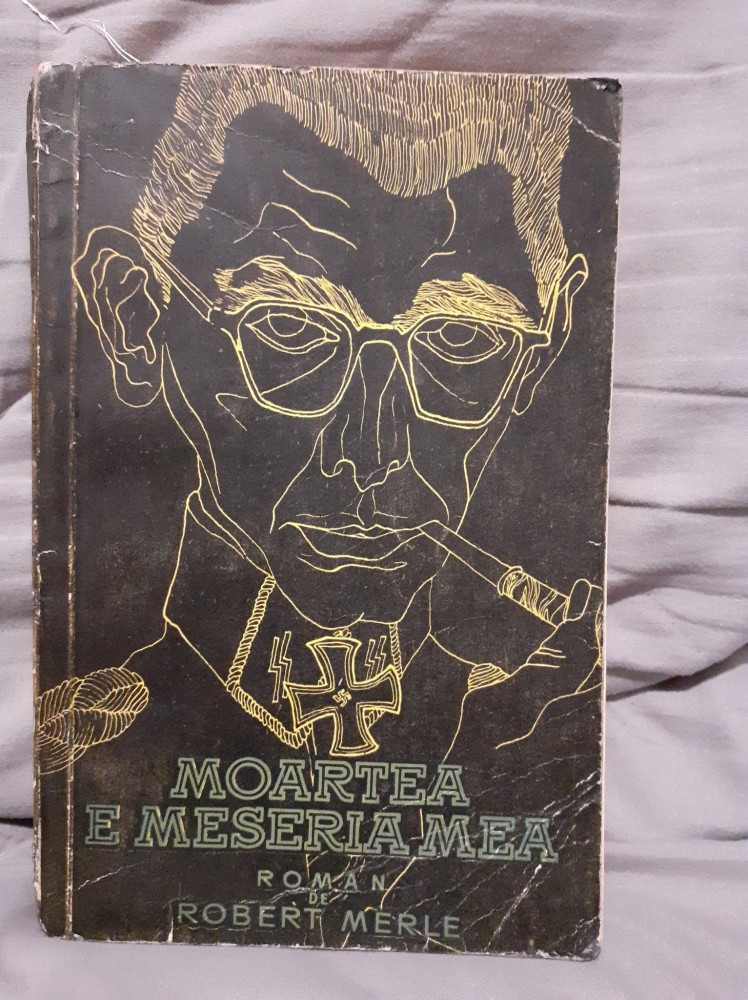 MOARTEA
E MESERIA MEA
ROMAN
DE
ROBERT MERLE